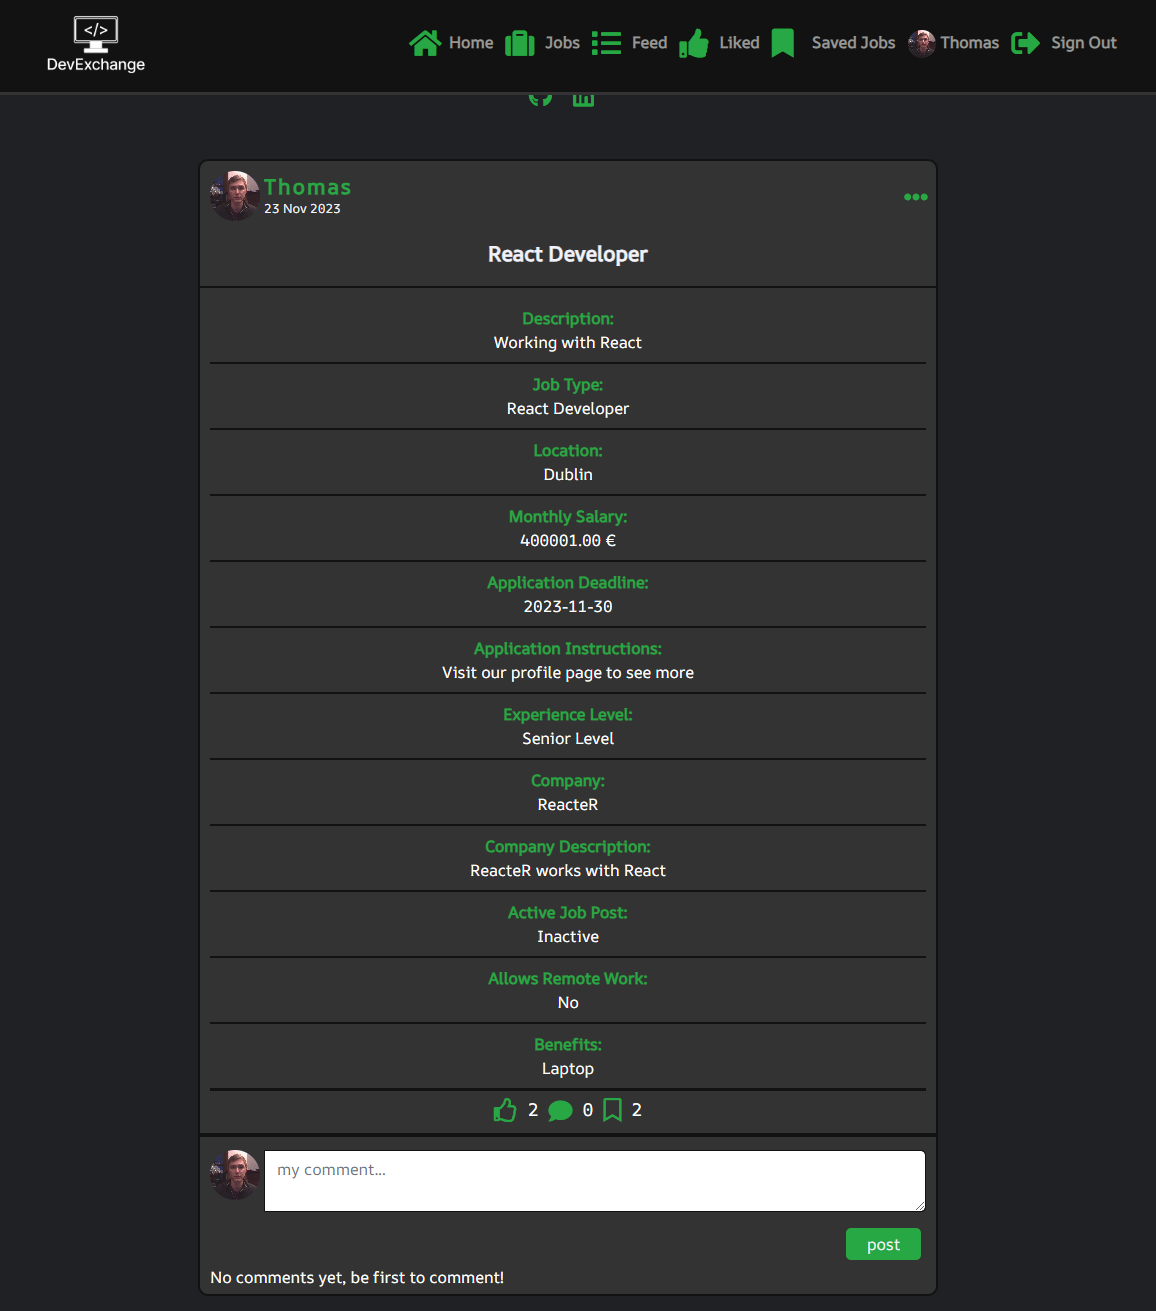 </>
DevExchange
Home Jobs Feed Liked Saved Jobs Thomas Sign Out
Thomas
23 Nov 2023
React Developer
Description:
Working with React
Job Type:
React Developer
Location:
Dublin
Monthly Salary:
400001.00 €
Application Deadline:
2023-11-30
Application Instructions:
Visit our profile page to see more
Experience Level:
Senior Level
Company:
ReacteR
Company Description:
ReacteR works with React
Active Job Post:
Inactive
Allows Remote Work:
No
Benefits:
Laptop
2 0 2
my comment...
post
No comments yet, be first to comment!